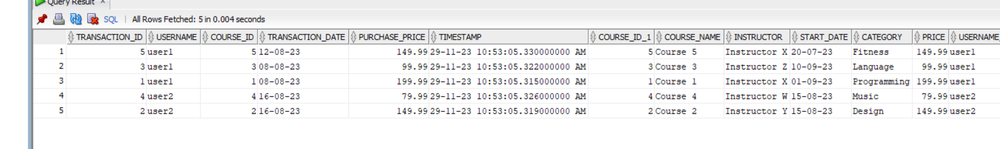 Query Result ×
SQL | All Rows Fetched: 5 in 0.004 seconds
TRANSACTION_ID USERNAME COURSE_ID TRANSACTION_DATE PURCHASE_PRICE TIMESTAMP COURSE_ID_1 COURSE_NAME INSTRUCTOR START_DATE CATEGORY PRICE USERNAME_
1 5 user1 5 12-08-23 149.99 29-11-23 10:53:05.330000000 AM 5 Course 5 Instructor X 20-07-23 Fitness 149.99 user1
2 3 user1 3 08-08-23 99.99 29-11-23 10:53:05.322000000 AM 3 Course 3 Instructor Z 10-09-23 Language 99.99 user1
3 1 user1 1 08-08-23 199.99 29-11-23 10:53:05.315000000 AM 1 Course 1 Instructor X 01-09-23 Programming 199.99 user1
4 4 user2 4 16-08-23 79.99 29-11-23 10:53:05.326000000 AM 4 Course 4 Instructor W 15-08-23 Music 79.99 user2
5 2 user2 2 16-08-23 149.99 29-11-23 10:53:05.319000000 AM 2 Course 2 Instructor Y 15-08-23 Design 149.99 user2